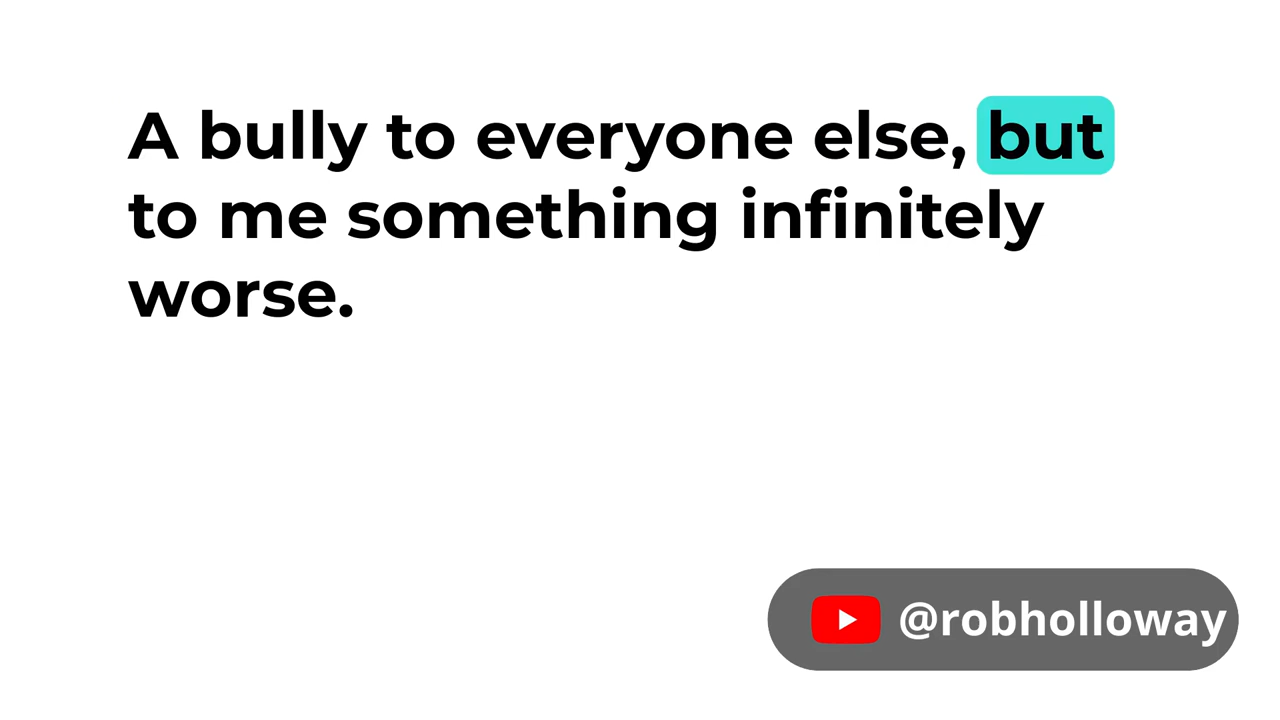 A bully to everyone else, but
to me something infinitely
worse.
@robholloway